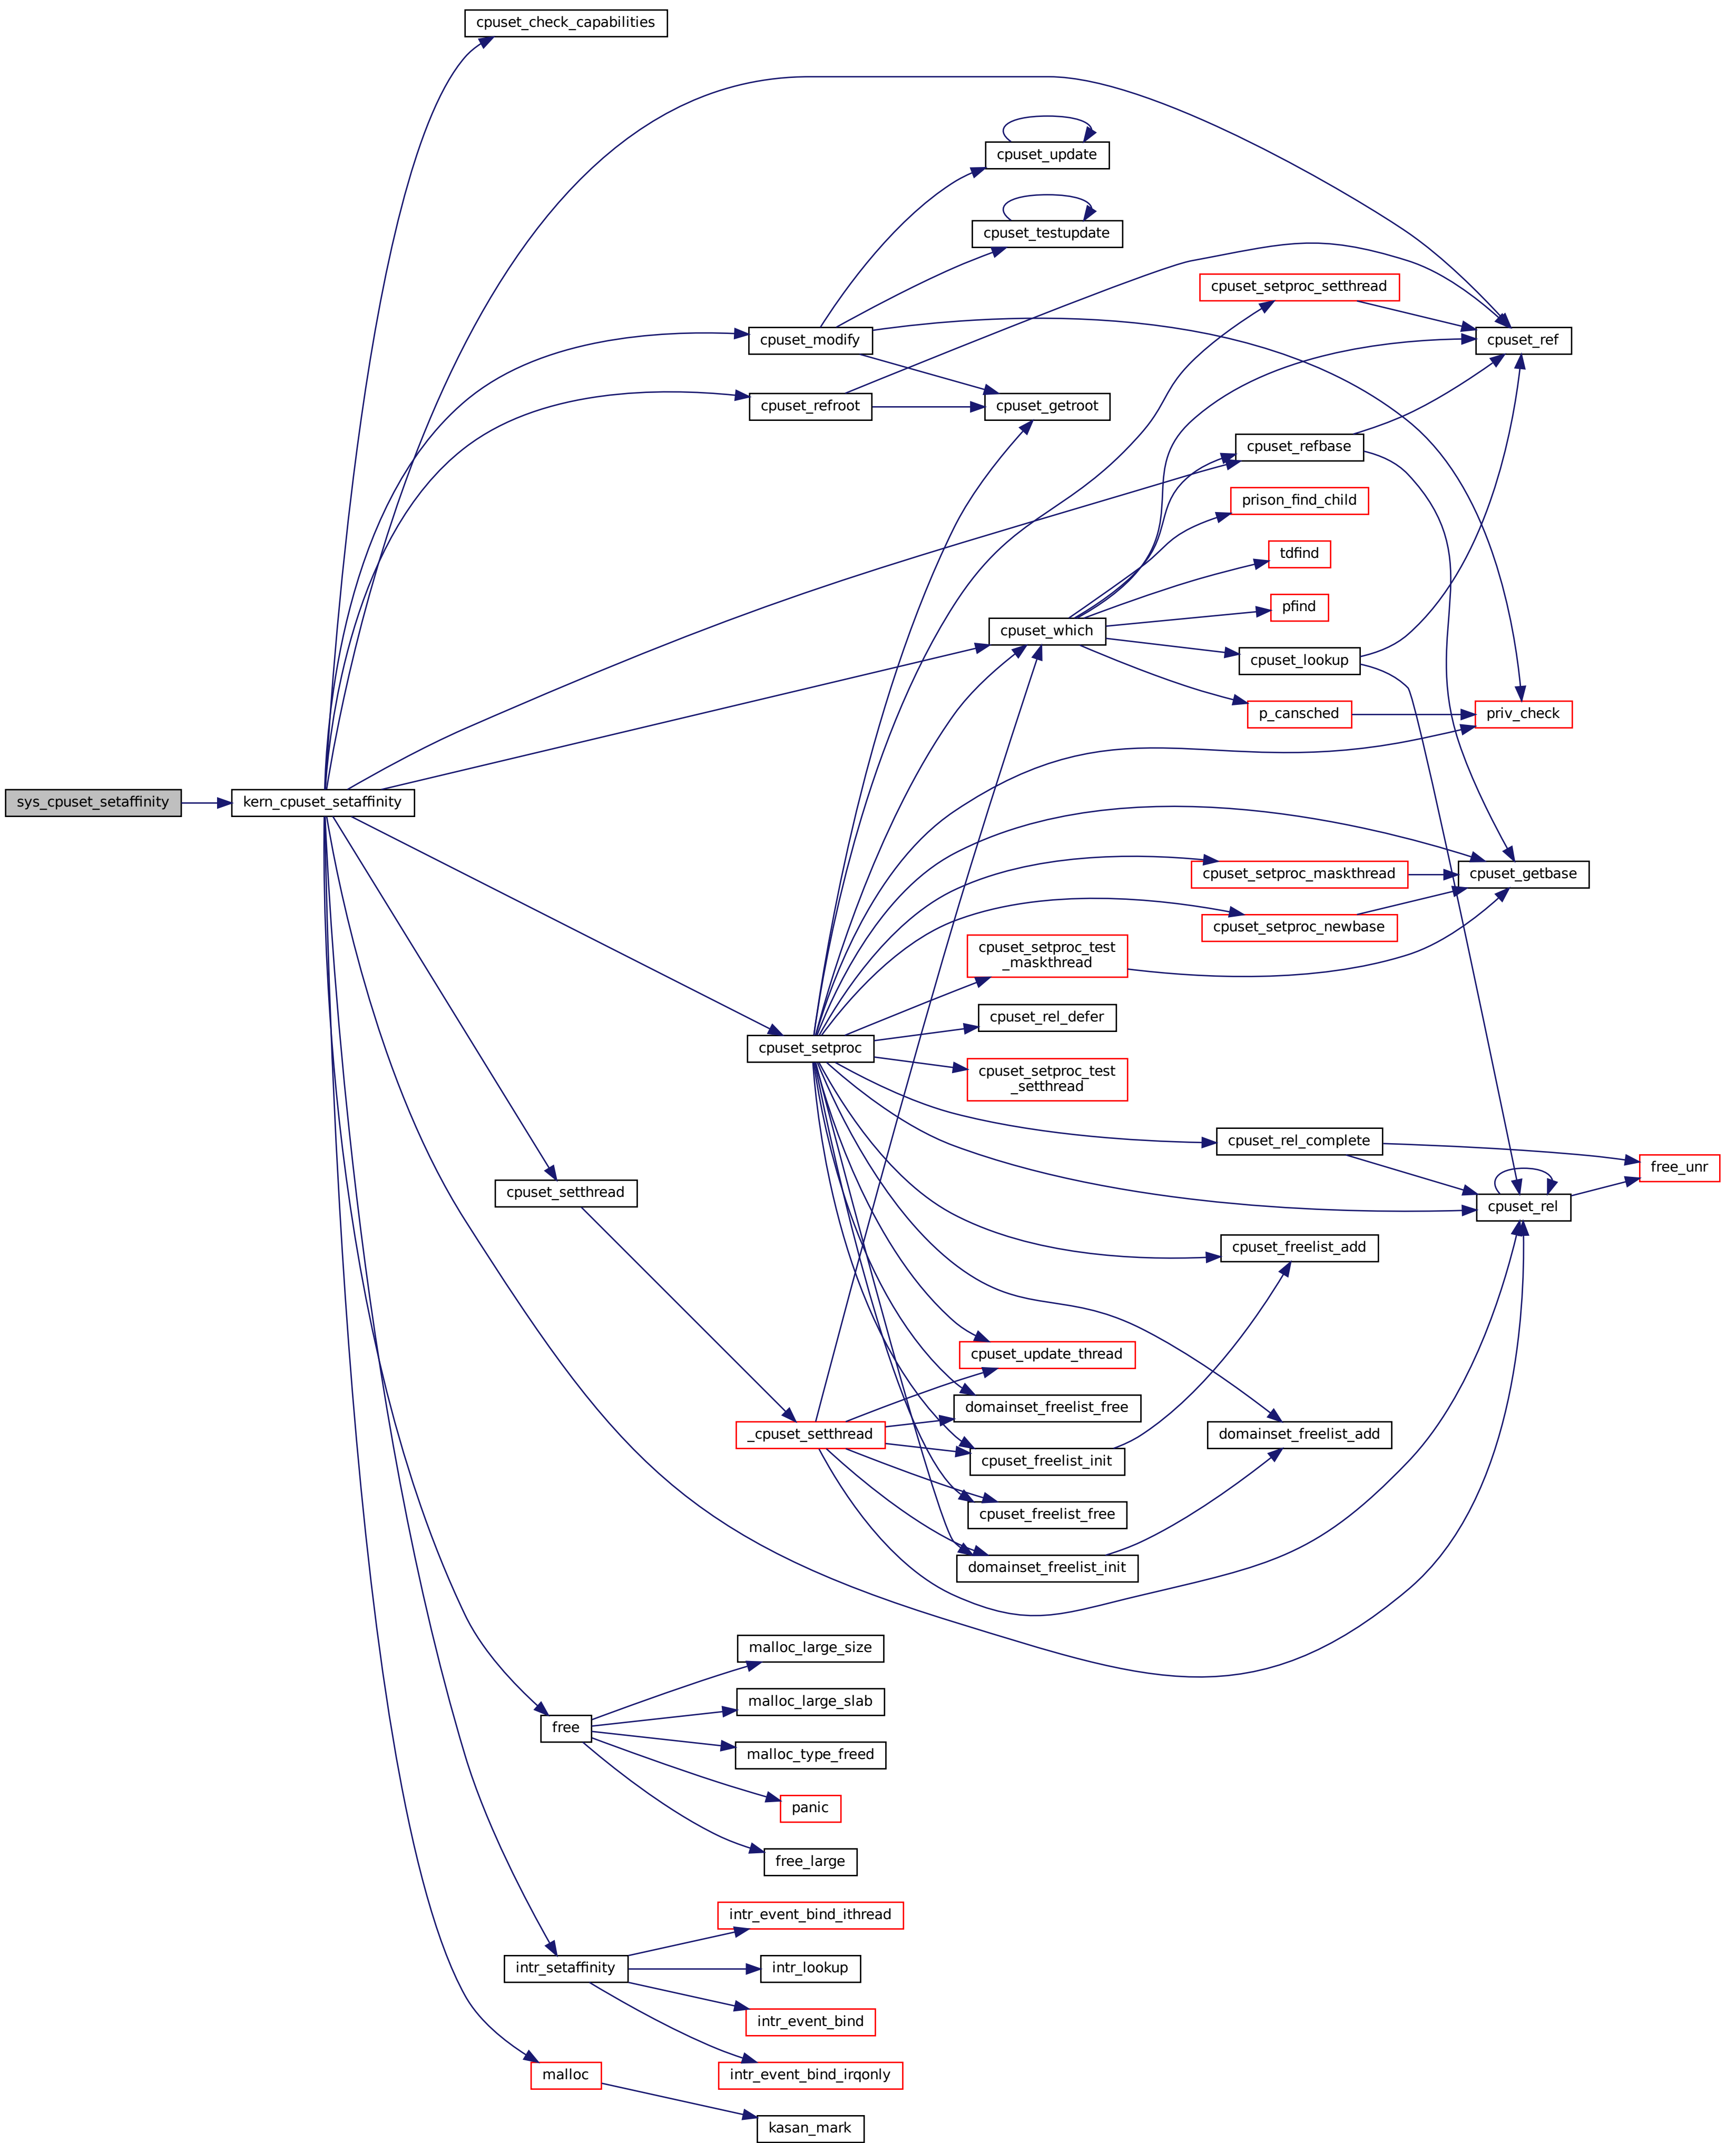 cpuset_check_capabilities
cpuset_update
cpuset_testupdate
cpuset_setproc_setthread
cpuset_modify
cpuset_ref
cpuset_refroot
cpuset_getroot
cpuset_refbase
prison_find_child
tdfind
pfind
cpuset_which
cpuset_lookup
p_cansched
priv_check
sys_cpuset_setaffinity
kern_cpuset_setaffinity
cpuset_setproc_maskthread
cpuset_getbase
cpuset_setproc_newbase
cpuset_setproc_test
_maskthread
cpuset_rel_defer
cpuset_setproc
cpuset_setproc_test
_setthread
cpuset_rel_complete
free_unr
cpuset_setthread
cpuset_rel
cpuset_freelist_add
cpuset_update_thread
domainset_freelist_free
_cpuset_setthread
domainset_freelist_add
cpuset_freelist_init
cpuset_freelist_free
domainset_freelist_init
malloc_large_size
malloc_large_slab
free
malloc_type_freed
panic
free_large
intr_event_bind_ithread
intr_setaffinity
intr_lookup
intr_event_bind
malloc
intr_event_bind_irqonly
kasan_mark